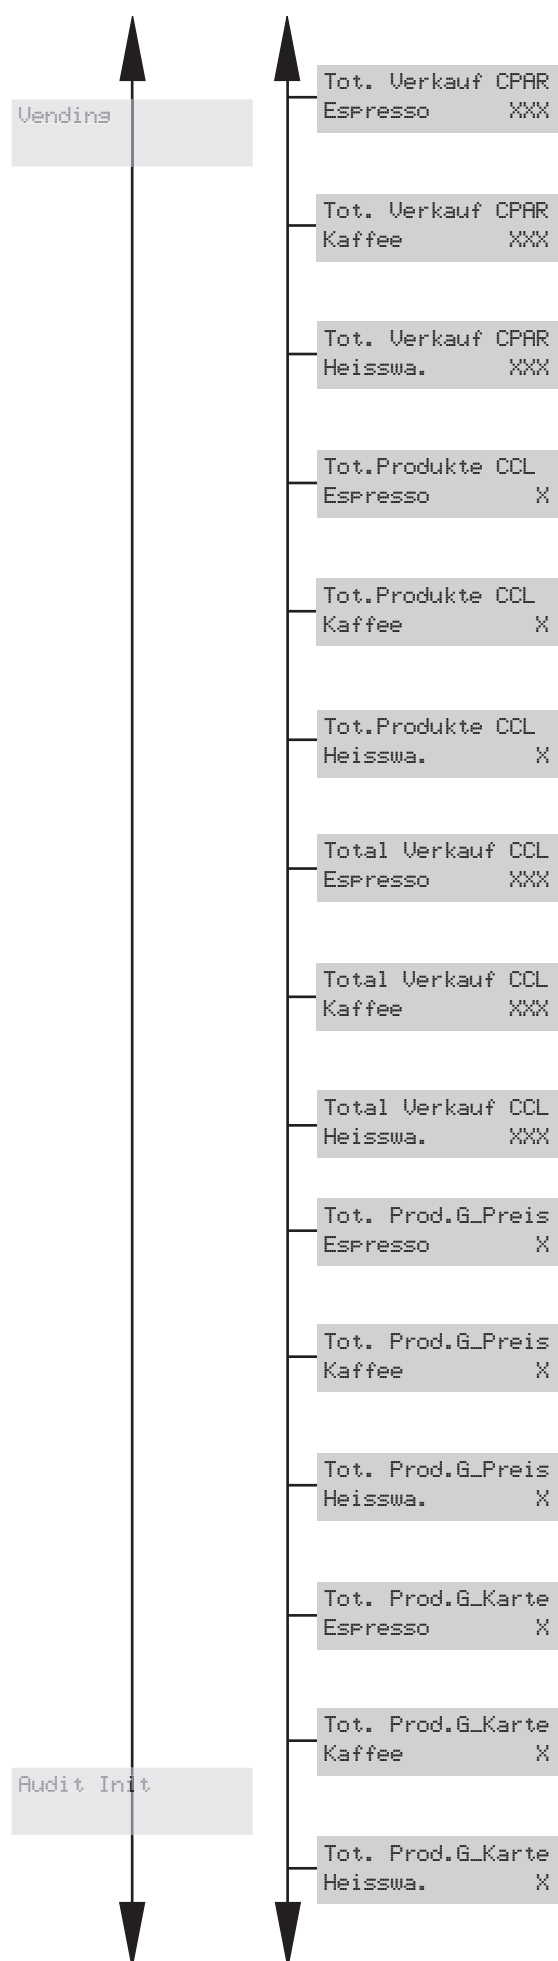 Tot. Verkauf CPAR
Espresso XXX
Vending
Tot. Verkauf CPAR
Kaffee XXX
Tot. Verkauf CPAR
Heisswa. XXX
Tot.Produkte CCL
Espresso X
Tot.Produkte CCL
Kaffee X
Tot.Produkte CCL
Heisswa. X
Total Verkauf CCL
Espresso XXX
Total Verkauf CCL
Kaffee XXX
Total Verkauf CCL
Heisswa. XXX
Tot. Prod.G_Preis
Espresso X
Tot. Prod.G_Preis
Kaffee X
Tot. Prod.G_Preis
Heisswa. X
Tot. Prod.G_Karte
Espresso X
Tot. Prod.G_Karte
Kaffee X
Audit Init
Tot. Prod.G_Karte
Heisswa. X